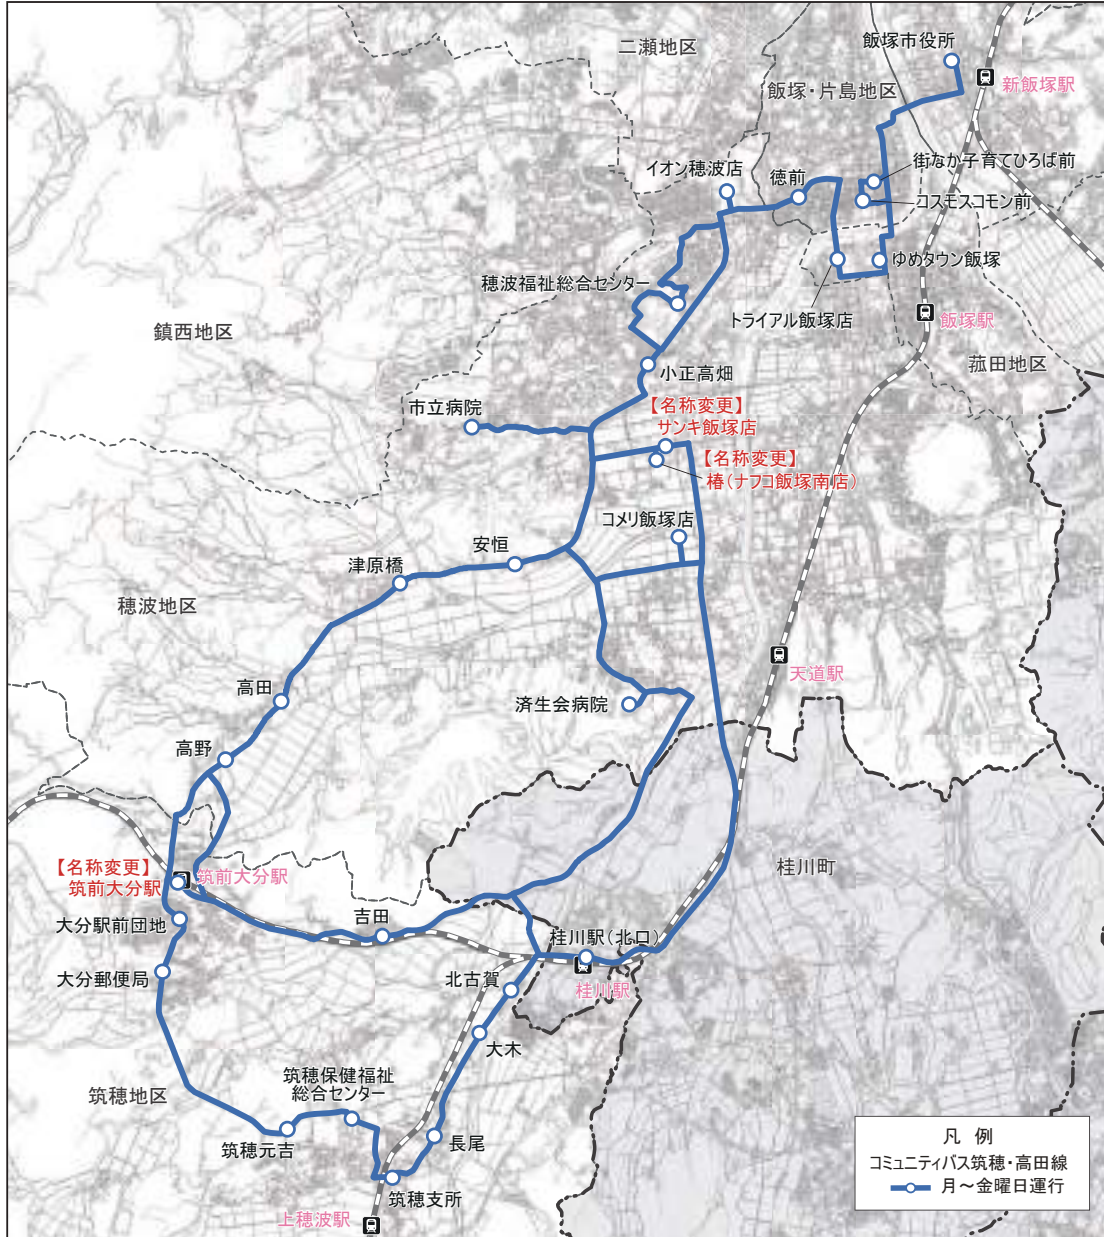 二瀬地区
飯塚市役所
新飯塚駅
飯塚・片島地区
街なか子育てひろば前
イオン穂波店
徳前
コスモスコモン前
ゆめタウン飯塚
穂波福祉総合センター
トライアル飯塚店
飯塚駅
鎮西地区
菰田地区
小正高畑
市立病院
【名称変更】
サンキ飯塚店
【名称変更】
椿(ナフコ飯塚南店)
コメリ飯塚店
安恒
津原橋
穂波地区
天道駅
高田
済生会病院
高野
【名称変更】
筑前大分駅
筑前大分駅
桂川町
大分駅前団地
吉田
桂川駅(北口)
大分郵便局
北古賀
桂川駅
大木
筑穂保健福祉
総合センター
筑穂地区
筑穂元吉
長尾
筑穂支所
上穂波駅
凡 例
コミュニティバス筑穂・高田線
月～金曜日運行